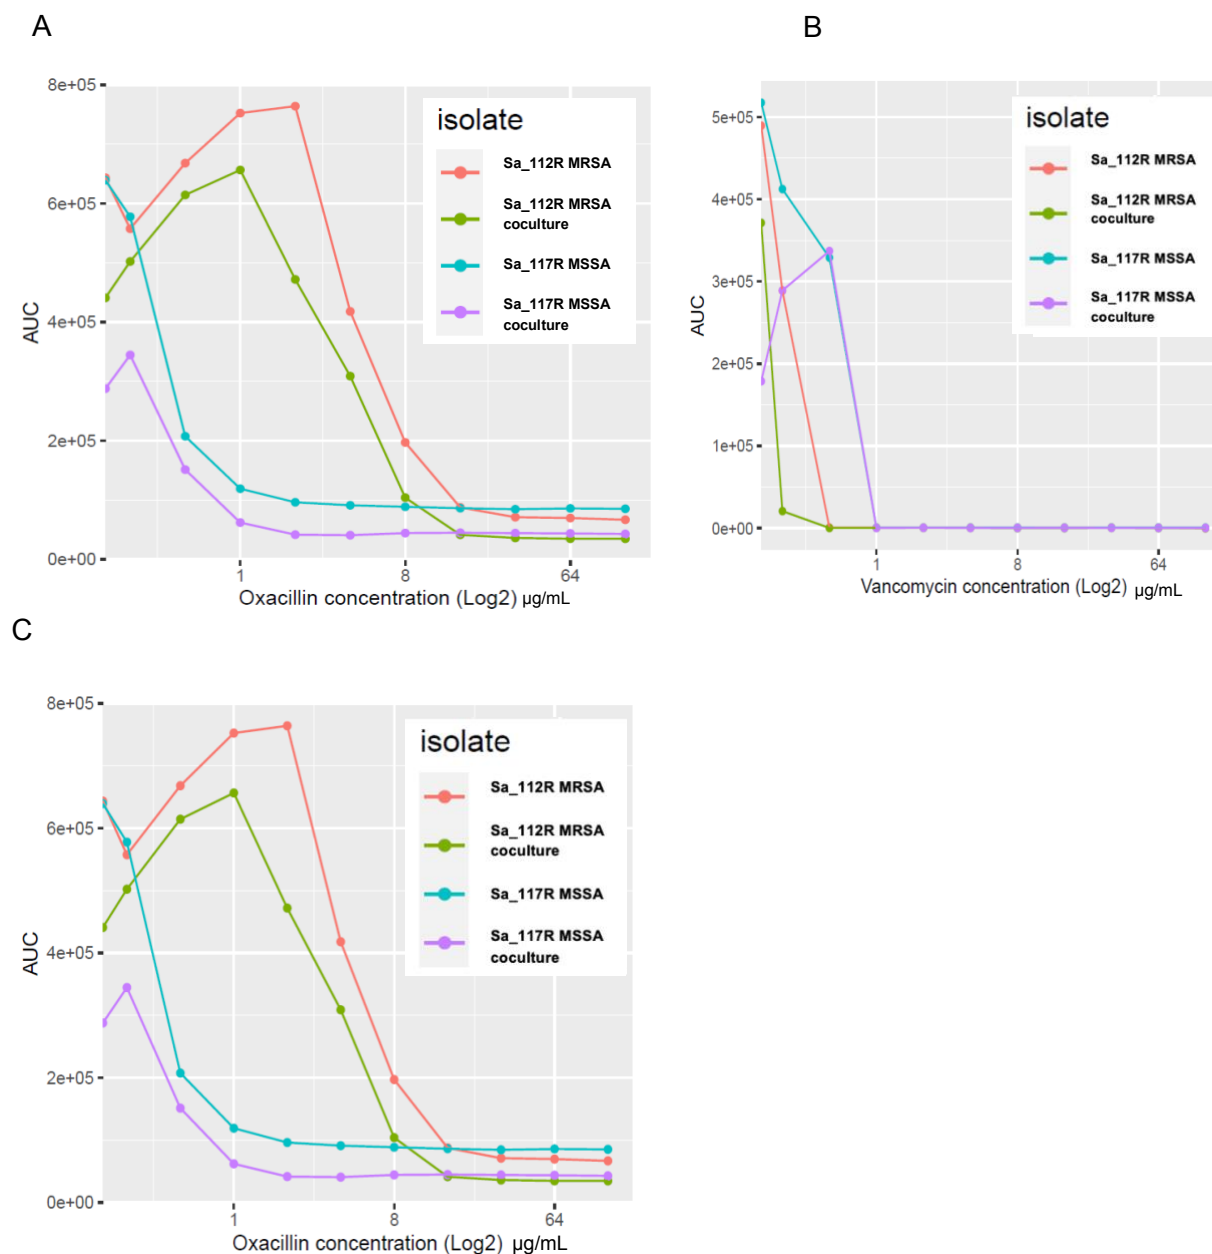 A
8e+05
6e+05
4e+05
2e+05
0e+00
AUC
isolate
Sa_112R MRSA
Sa_112R MRSA
coculture
Sa_117R MSSA
Sa_117R MSSA
coculture
1
8
64
Oxacillin concentration (Log2) µg/mL
B
5e+05
4e+05
3e+05
2e+05
1e+05
0e+00
AUC
isolate
Sa_112R MRSA
Sa_112R MRSA
coculture
Sa_117R MSSA
Sa_117R MSSA
coculture
1
8
64
Vancomycin concentration (Log2) µg/mL
C
8e+05
6e+05
4e+05
2e+05
0e+00
AUC
isolate
Sa_112R MRSA
Sa_112R MRSA
coculture
Sa_117R MSSA
Sa_117R MSSA
coculture
1
8
64
Oxacillin concentration (Log2) µg/mL